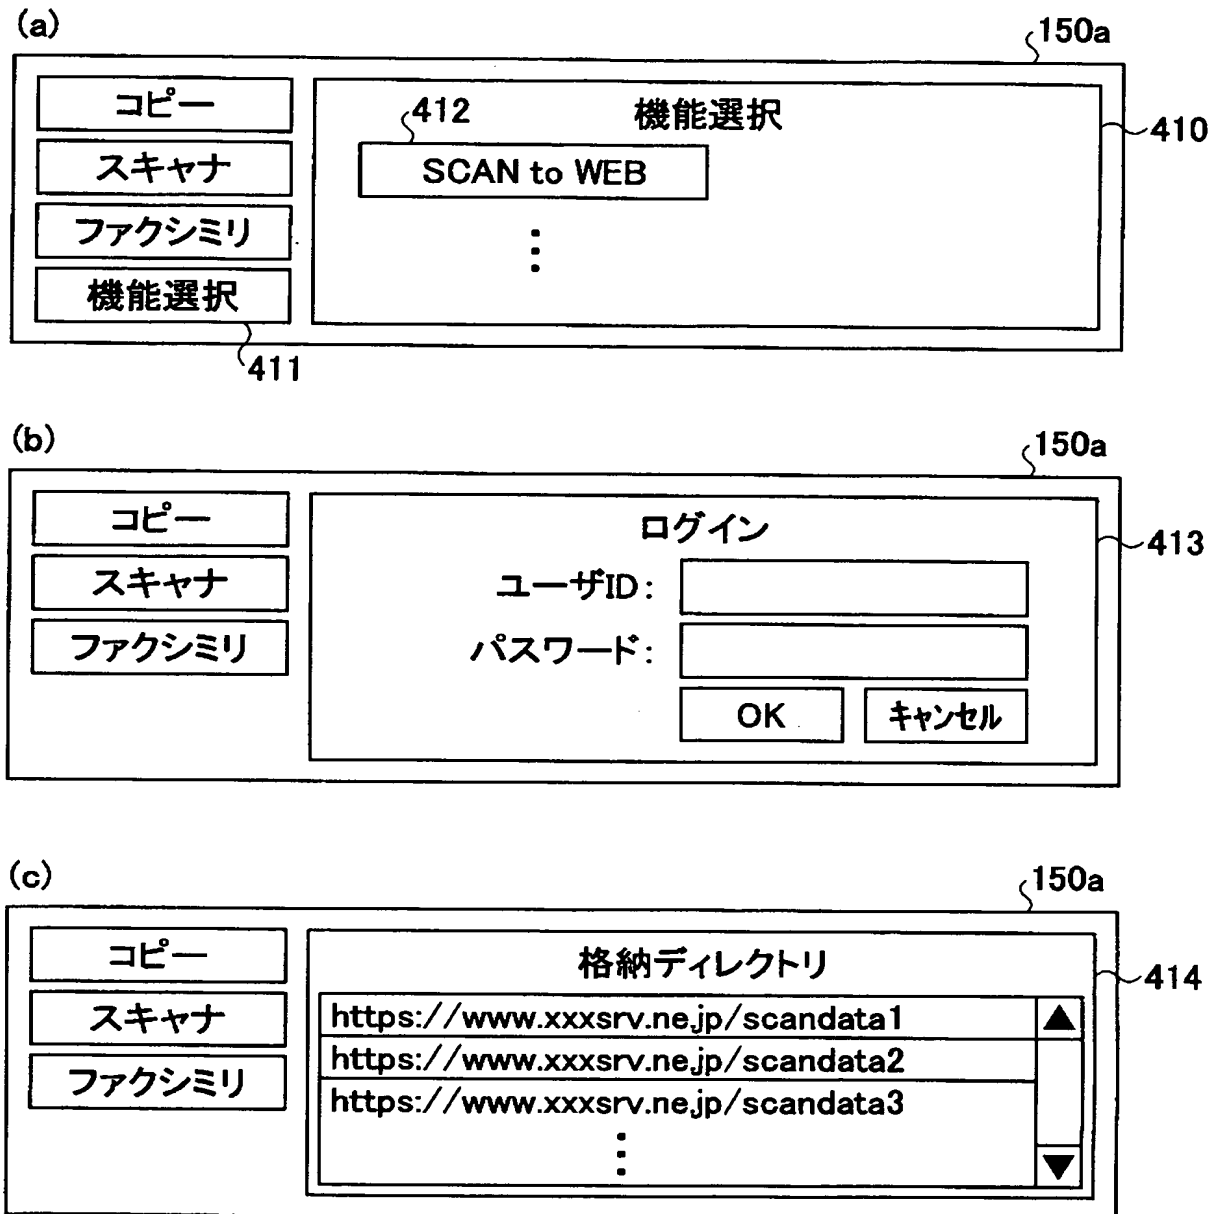 (a)
150a
コピー
スキャナ
ファクシミリ
機能選択
411
機能選択
412
SCAN to WEB
410
(b)
150a
コピー
スキャナ
ファクシミリ
ログイン
ユーザID:
パスワード:
OK キャンセル
413
(c)
150a
コピー
スキャナ
ファクシミリ
格納ディレクトリ
https://www.xxxsrv.ne.jp/scandata1
https://www.xxxsrv.ne.jp/scandata2
https://www.xxxsrv.ne.jp/scandata3
414